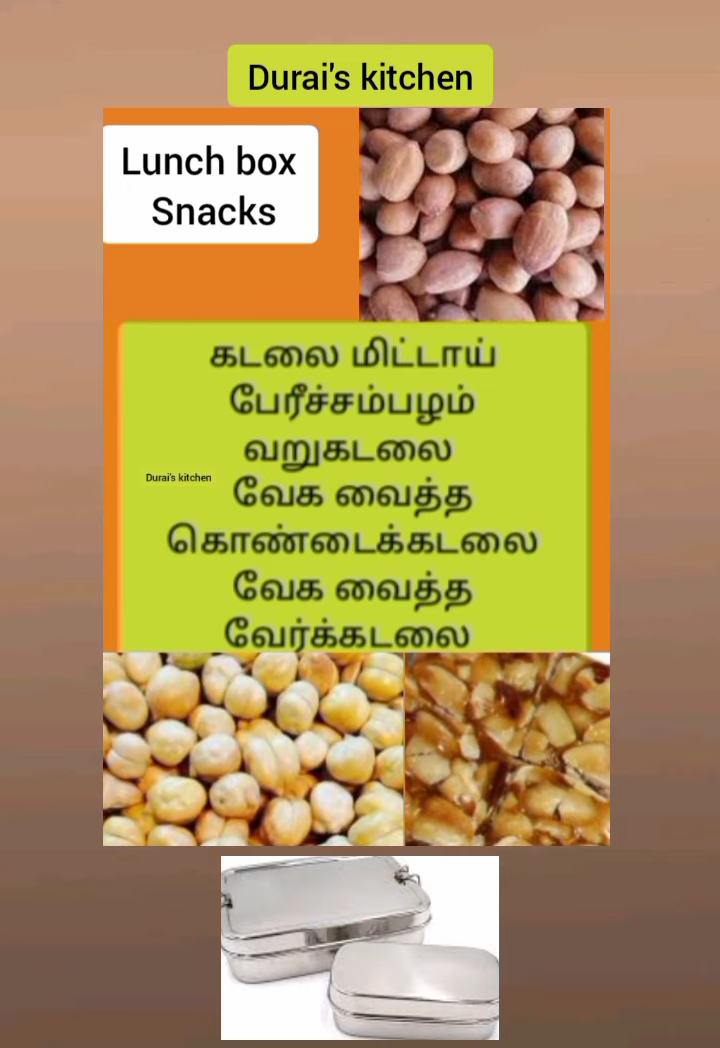 Durai's kitchen
Lunch box
Snacks
கடலை மிட்டாய்
பேரீச்சம்பழம்
வறுகடலை
Durai's kitchen
வேக வைத்த
கொண்டைக்கடலை
வேக வைத்த
வேர்க்கடலை